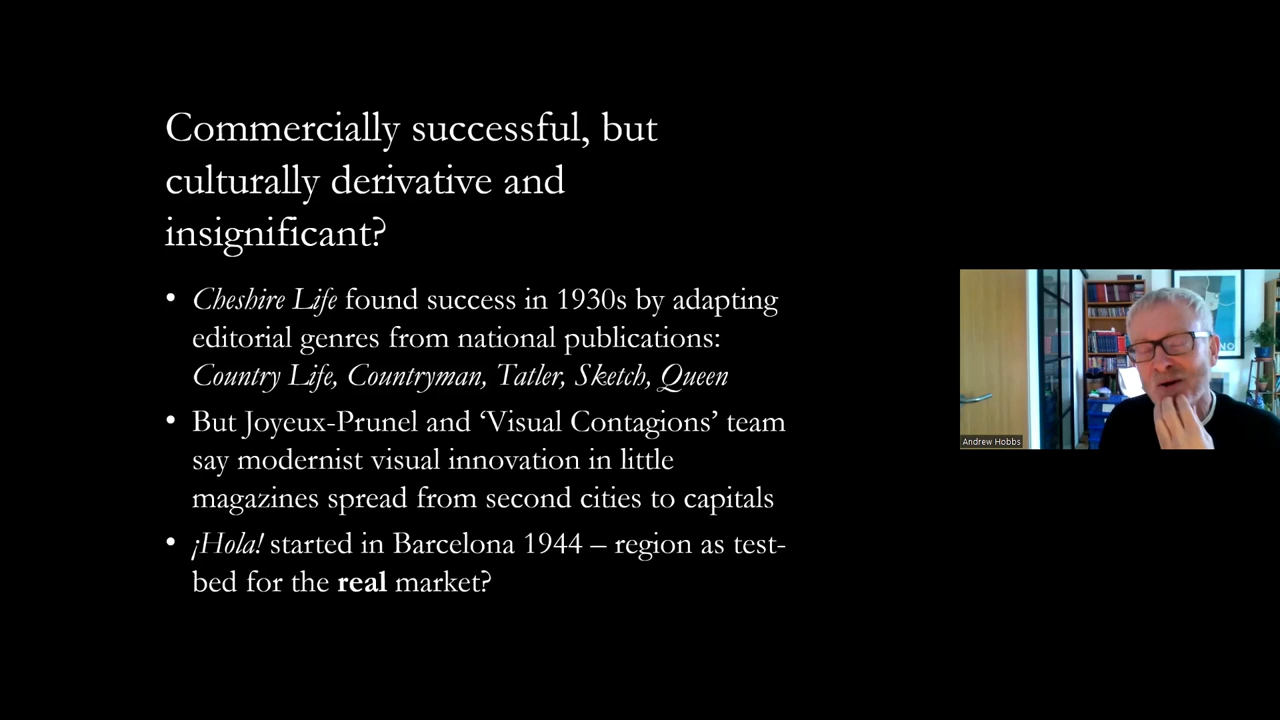 Commercially successful, but
culturally derivative and
insignificant?
• Cheshire Life found success in 1930s by adapting
editorial genres from national publications:
Country Life, Countryman, Tatler, Sketch, Queen
• But Joyeux-Prunel and ‘Visual Contagions’ team
say modernist visual innovation in little
magazines spread from second cities to capitals
• ¡Hola! started in Barcelona 1944 – region as test-
bed for the real market?
Andrew Hobbs